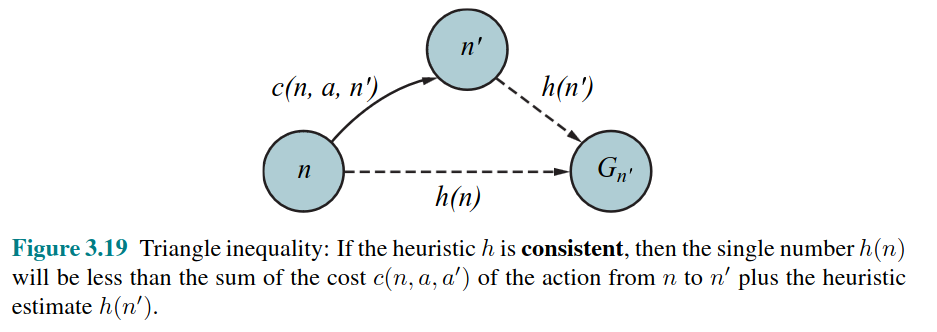 n'
c(n, a, n')
h(n')
n
G_{n'}
h(n)
Figure 3.19 Triangle inequality: If the heuristic h is consistent, then the single number h(n)
will be less than the sum of the cost c(n, a, a′) of the action from n to n′ plus the heuristic
estimate h(n′).